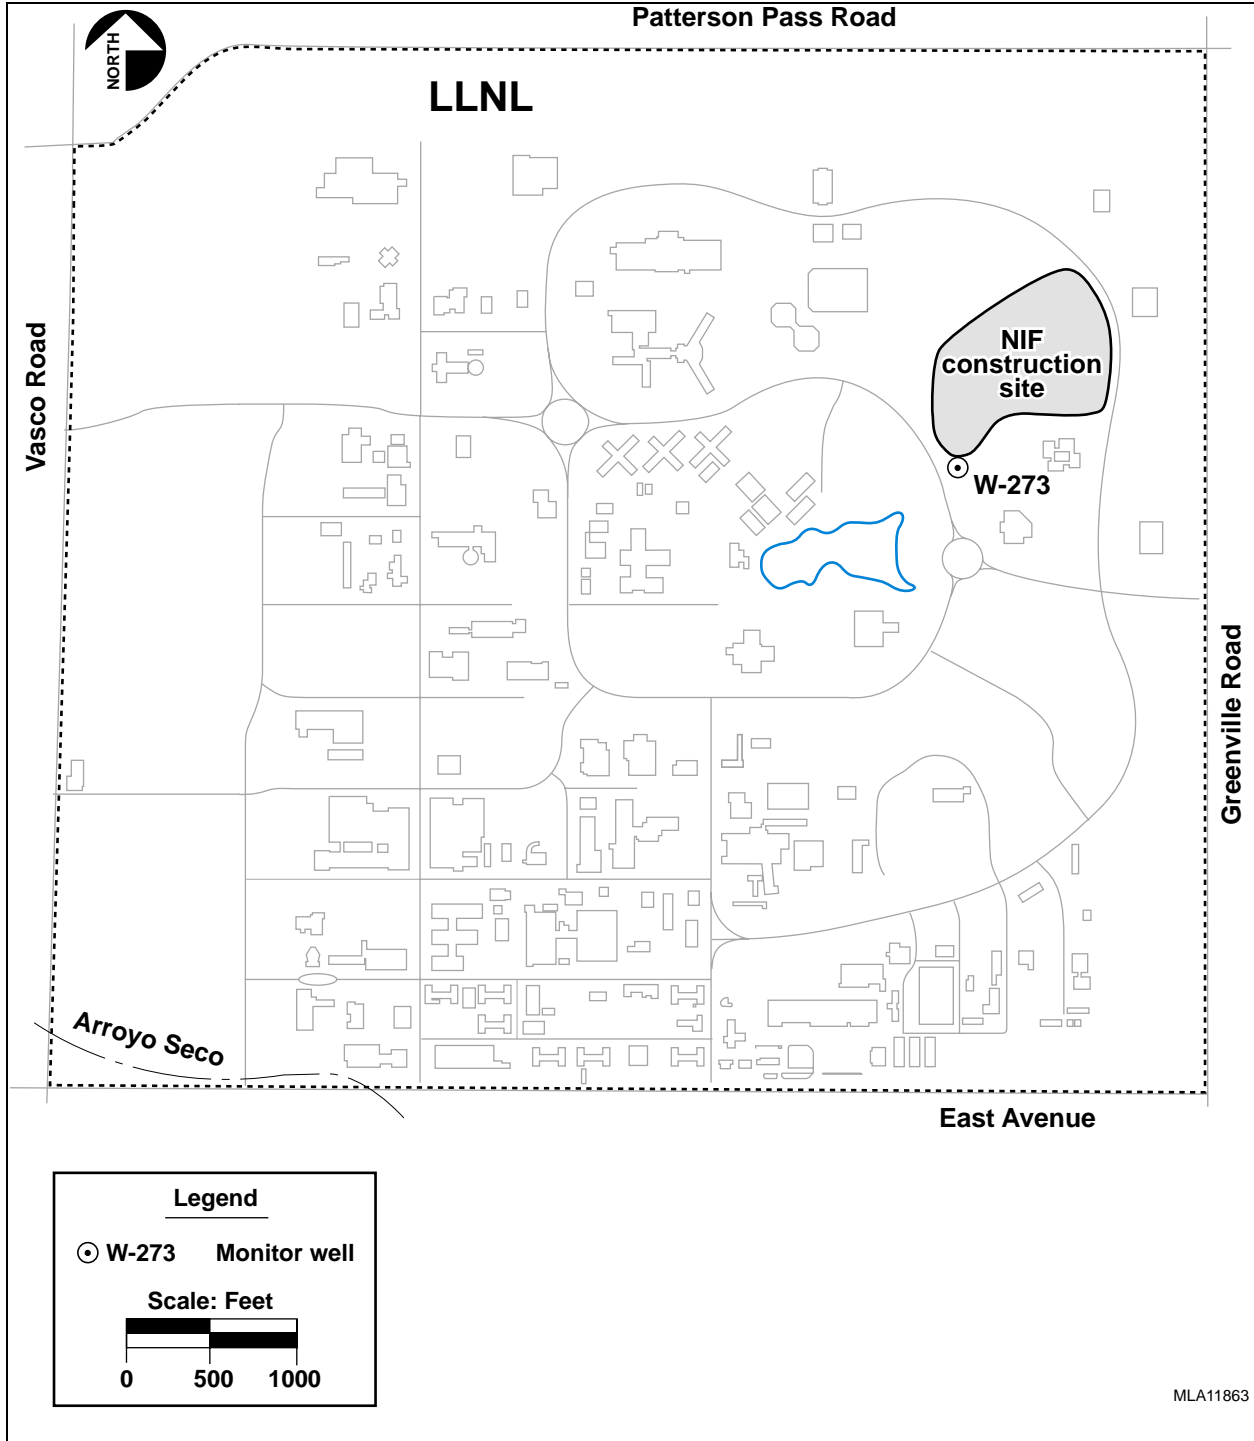 Patterson Pass Road
NORTH
LLNL
Vasco Road
NIF
construction
site
W-273
Greenville Road
Arroyo Seco
East Avenue
Legend
W-273 Monitor well
Scale: Feet
0 500 1000
MLA11863